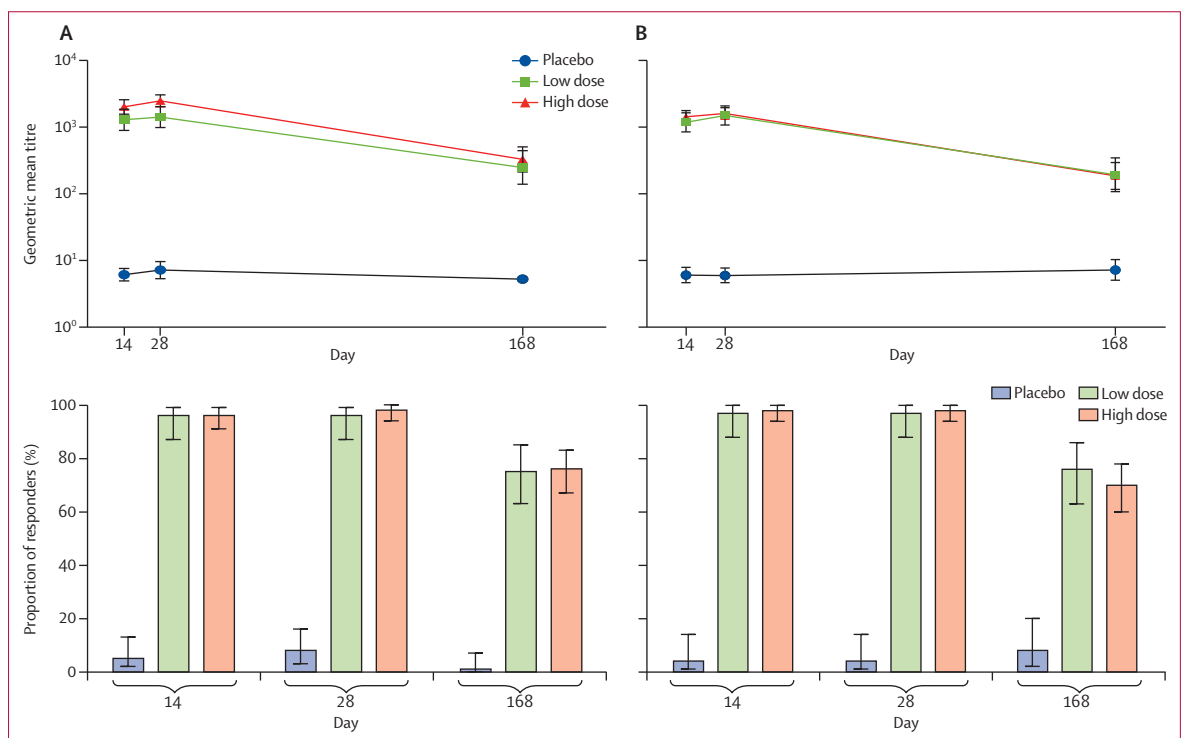 A
B
Placebo
Low dose
High dose
Geometric mean titre
10⁴
10³
10²
10¹
10⁰
14 28 168
Day
14 28 168
Day
Placebo Low dose
High dose
Proportion of responders (%)
100
80
60
40
20
0
14 28 168
Day
14 28 168
Day